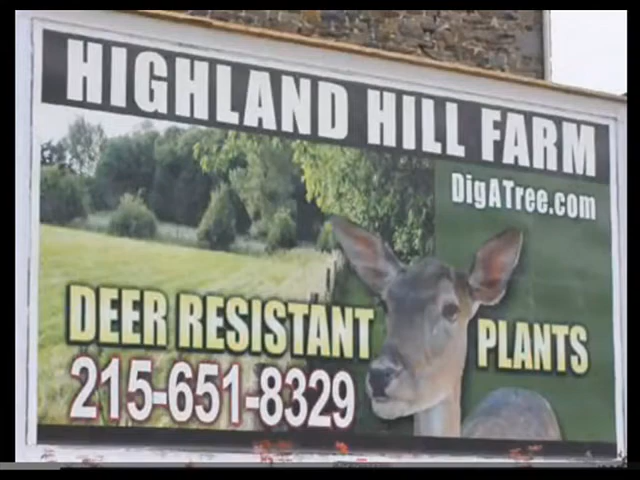 HIGHLAND HILL FARM
DigATree.com
DEER RESISTANT PLANTS
215-651-8329